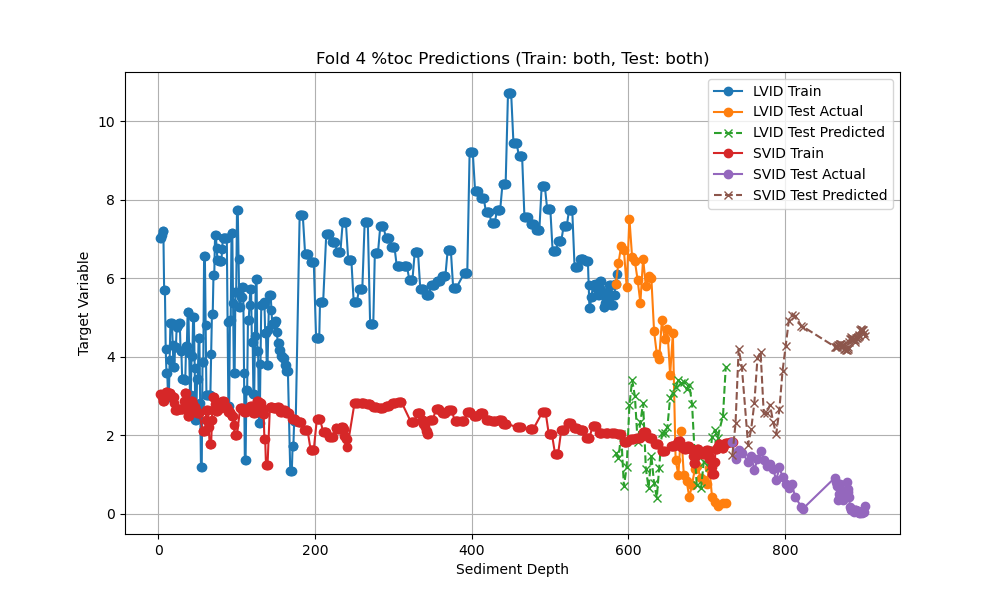 Fold 4 %toc Predictions (Train: both, Test: both)
LVID Train
LVID Test Actual
LVID Test Predicted
SVID Train
SVID Test Actual
SVID Test Predicted
Target Variable
10
8
6
4
2
0
0 200 400 600 800
Sediment Depth